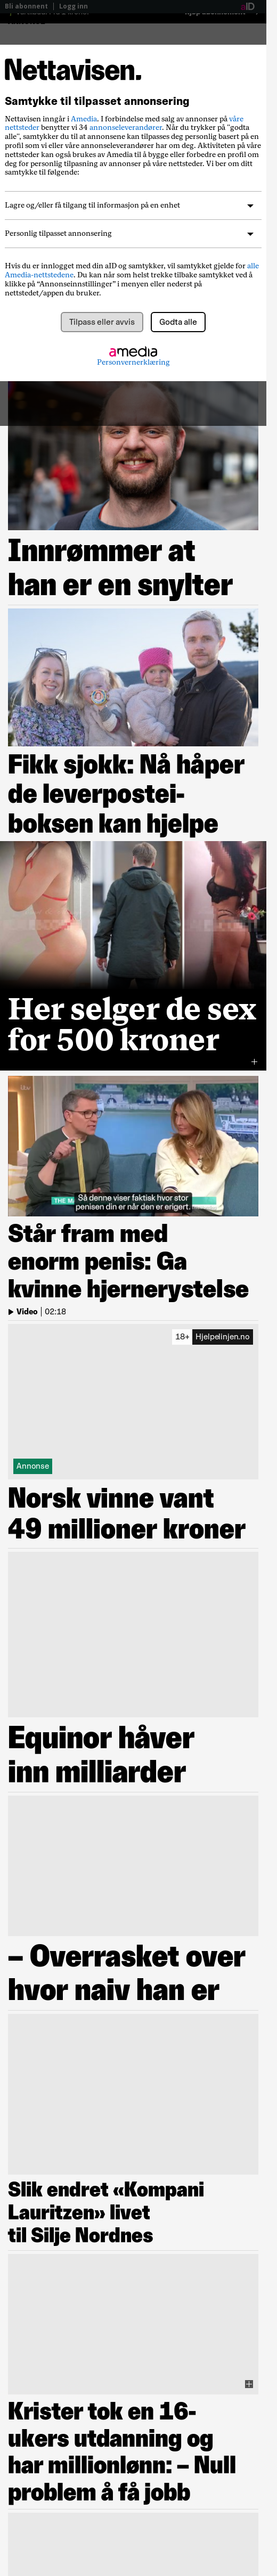 Bli abonnent | Logg inn
aID
Nettavisen.
Samtykke til tilpasset annonsering
Nettavisen inngår i Amedia. I forbindelse med salg av annonser på våre
nettsteder benytter vi 34 annonseleverandører. Når du trykker på "godta
alle", samtykker du til at annonser kan tilpasses deg personlig basert på en
profil som vi eller våre annonseleverandører har om deg. Aktiviteten på våre
nettsteder kan også brukes av Amedia til å bygge eller forbedre en profil om
deg for personlig tilpasning av annonser på våre nettsteder. Vi ber om ditt
samtykke til følgende:
Lagre og/eller få tilgang til informasjon på en enhet
Personlig tilpasset annonsering
Hvis du er innlogget med din aID og samtykker, vil samtykket gjelde for alle
Amedia-nettstedene. Du kan når som helst trekke tilbake samtykket ved å
klikke på “Annonseinnstillinger” i menyen eller nederst på
nettstedet/appen du bruker.
Tilpass eller avvis
Godta alle
amedia
Personvernerklæring
Innrømmer at
han er en snylter
Fikk sjokk: Nå håper
de leverpostei-
boksen kan hjelpe
Her selger de sex
for 500 kroner
itv
THE
Så denne viser faktisk hvor stor
penisen din er når den er erigert.
Står fram med
enorm penis: Ga
kvinne hjernerystelse
Video | 02:18
18+ Hjelpelinjen.no
Annonse
Norsk vinne vant
49 millioner kroner
Equinor håver
inn milliarder
– Overrasket over
hvor naiv han er
Slik endret «Kompani
Lauritzen» livet
til Silje Nordnes
Krister tok en 16-
ukers utdanning og
har millionlønn: – Null
problem å få jobb